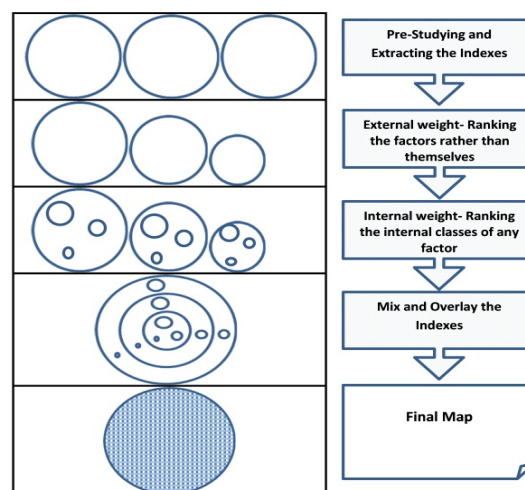 Pre-Studying and
Extracting the Indexes
External weight- Ranking
the factors rather than
themselves
Internal weight- Ranking
the internal classes of any
factor
Mix and Overlay the
Indexes
Final Map